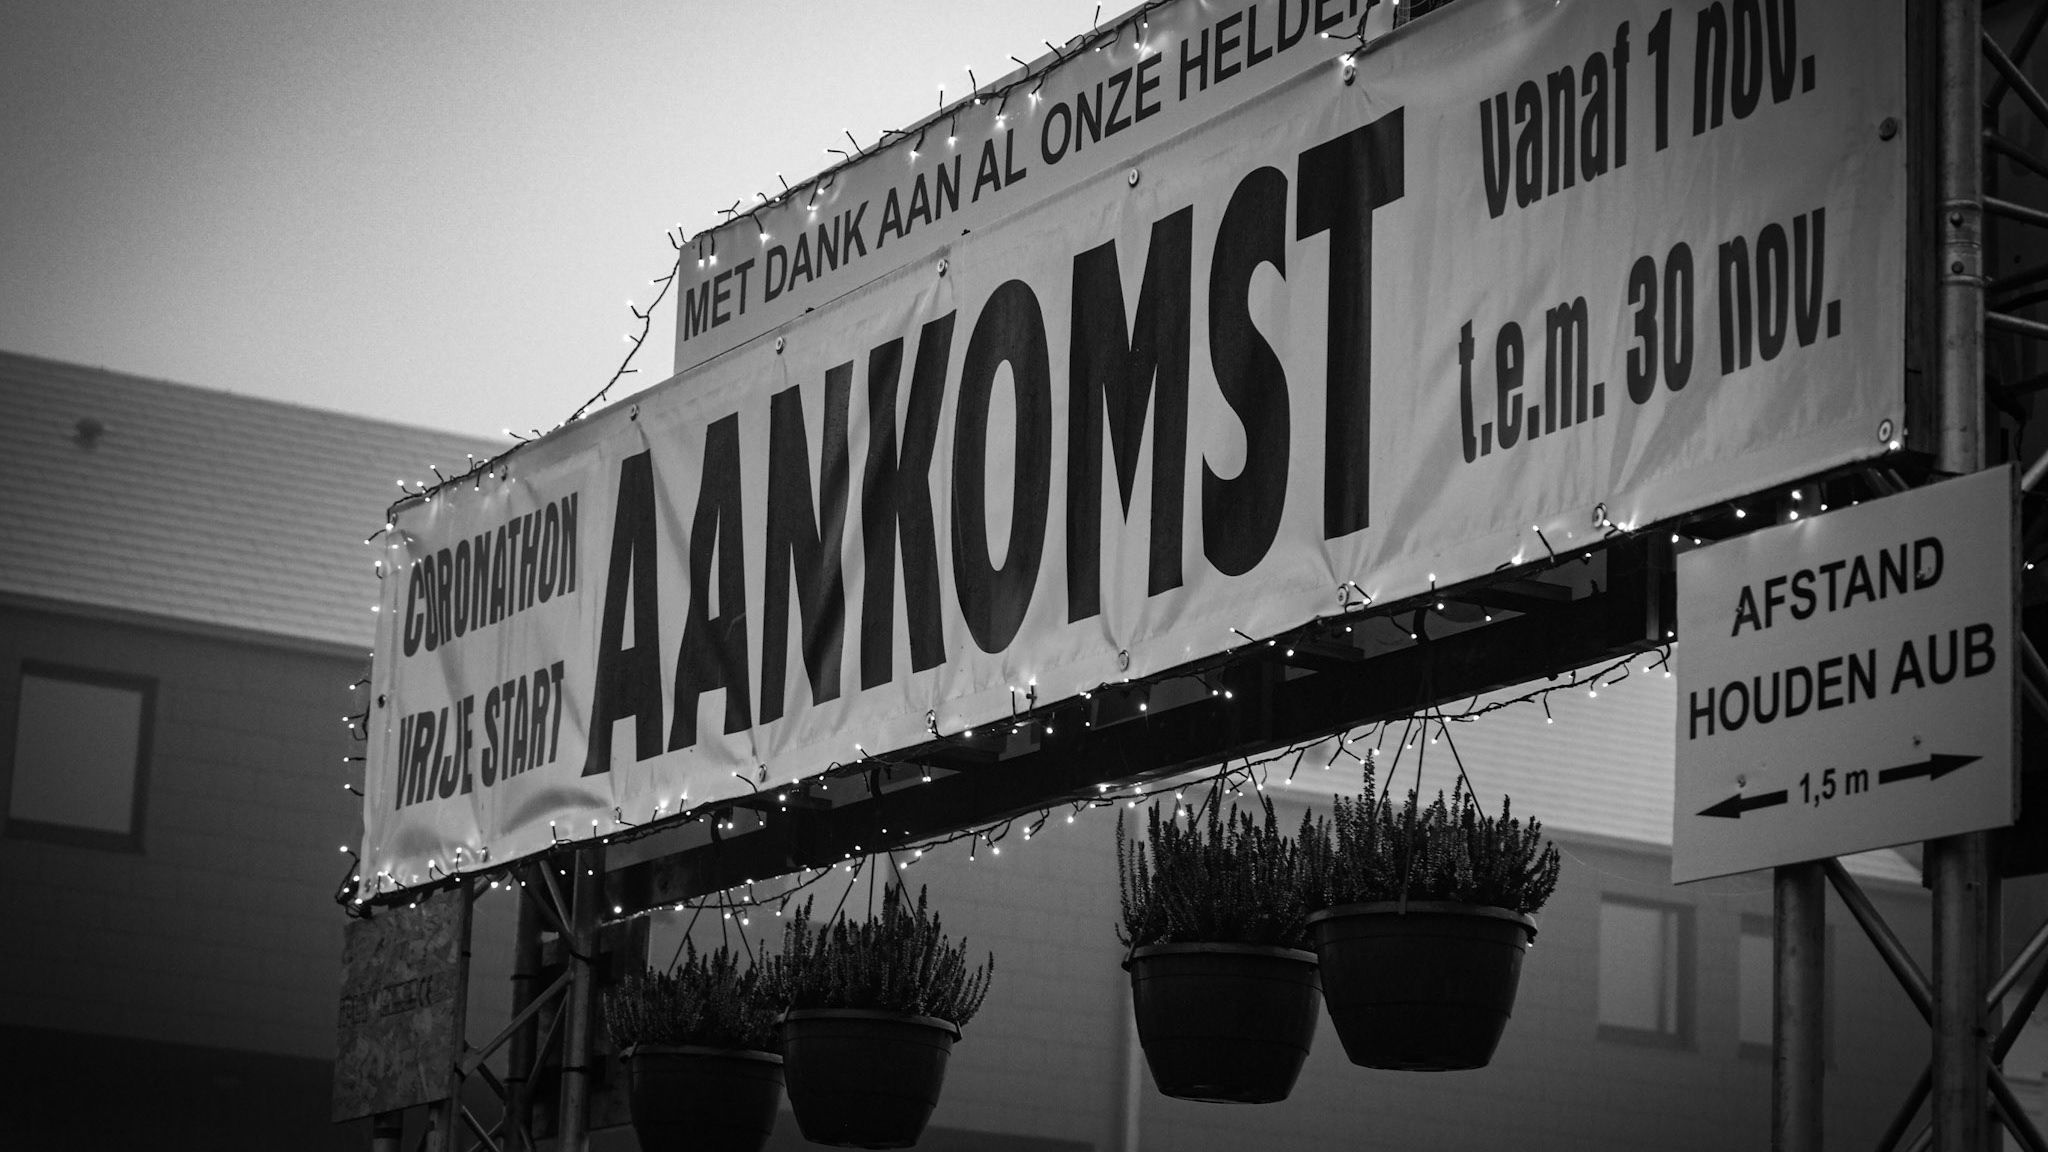 MET DANK AAN AL ONZE HELDEN
CORONATHON
VRIJE START
AANKOMST
vanaf 1 nov.
t.e.m. 30 nov.
AFSTAND
HOUDEN AUB
1,5 m